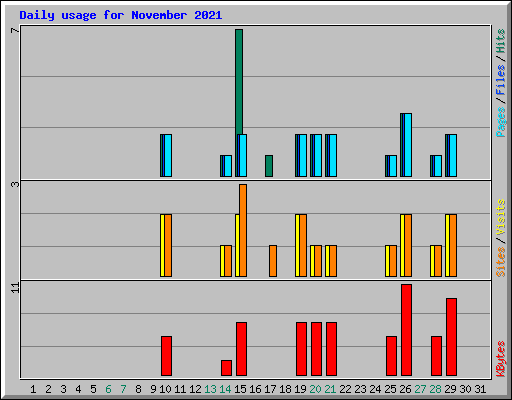 Daily usage for November 2021
7
Pages / Files / Hits
3
Sites / Visits
11
KBytes
1 2 3 4 5 6 7 8 9 10 11 12 13 14 15 16 17 18 19 20 21 22 23 24 25 26 27 28 29 30 31